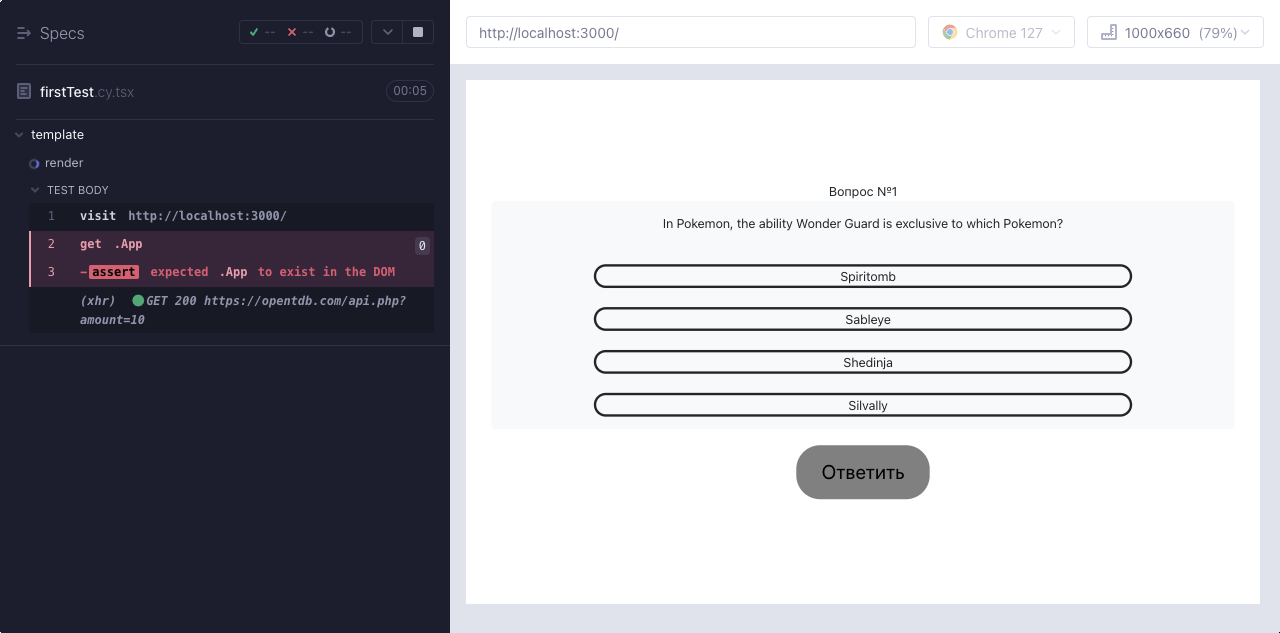 Specs
-- -- --
firstTest.cy.tsx 00:05
template
render
TEST BODY
1 visit http://localhost:3000/
2 get .App 0
3 -assert expected .App to exist in the DOM
(xhr) GET 200 https://opentdb.com/api.php?
amount=10
http://localhost:3000/
Chrome 127
1000x660 (79%)
Вопрос №1
In Pokemon, the ability Wonder Guard is exclusive to which Pokemon?
Spiritomb
Sableye
Shedinja
Silvally
Ответить